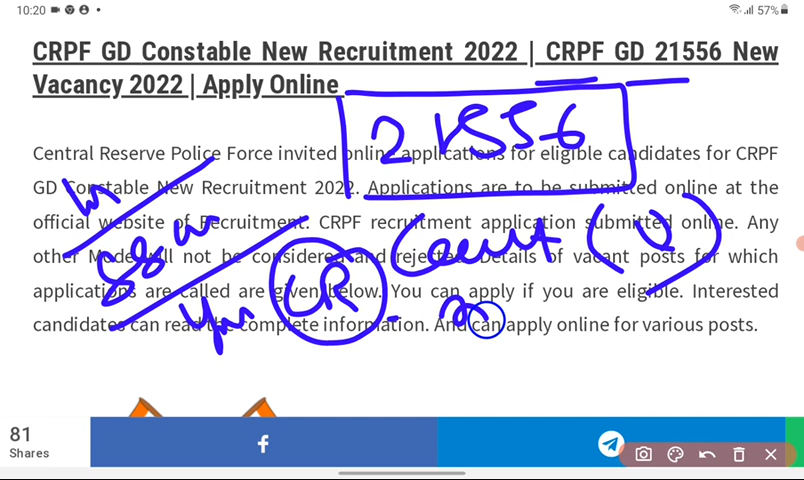 10:20 57%
CRPF GD Constable New Recruitment 2022 | CRPF GD 21556 New
Vacancy 2022 | Apply Online
21556
Central Reserve Police Force invited online applications for eligible candidates for CRPF
GD Constable New Recruitment 2022. Applications are to be submitted online at the
official website of Recruitment. CRPF recruitment application submitted online. Any
other Mode will not be considered and rejected. Details of vacant posts for which
applications are called are given below. You can apply if you are eligible. Interested
candidates can read the complete information. And can apply online for various posts.
81
Shares